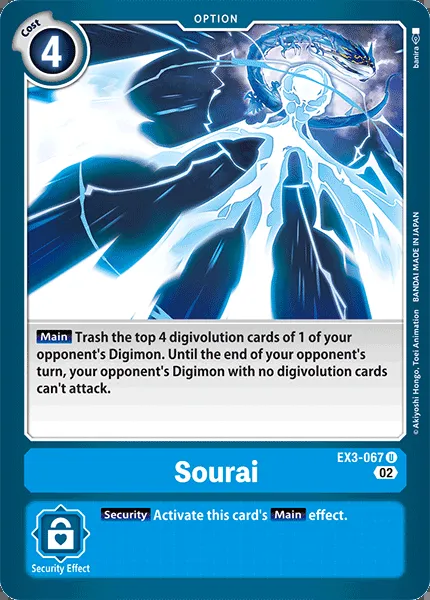 OPTION
Cost
4
banira
Main Trash the top 4 digivolution cards of 1 of your
opponent's Digimon. Until the end of your opponent's
turn, your opponent's Digimon with no digivolution cards
can't attack.
© Akiyoshi Hongo, Toei Animation BANDAI MADE IN JAPAN
EX3-067 U
Sourai
02
Security Activate this card's Main effect.
Security Effect